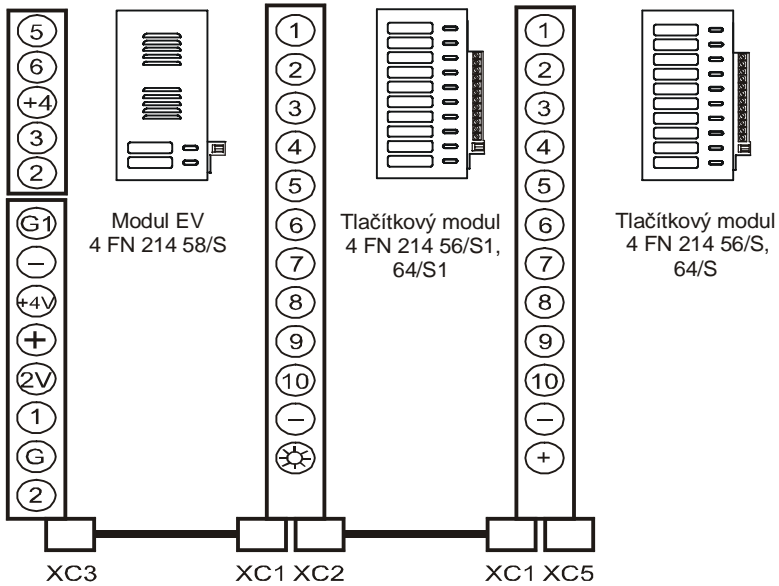 5
6
+4
3
2
G1
−
+4V
+
2V
1
G
2
Modul EV
4 FN 214 58/S
1
2
3
4
5
6
7
8
9
10
−
Tlačítkový modul
4 FN 214 56/S1,
64/S1
1
2
3
4
5
6
7
8
9
10
−
+
Tlačítkový modul
4 FN 214 56/S,
64/S
XC3 XC1 XC2 XC1 XC5